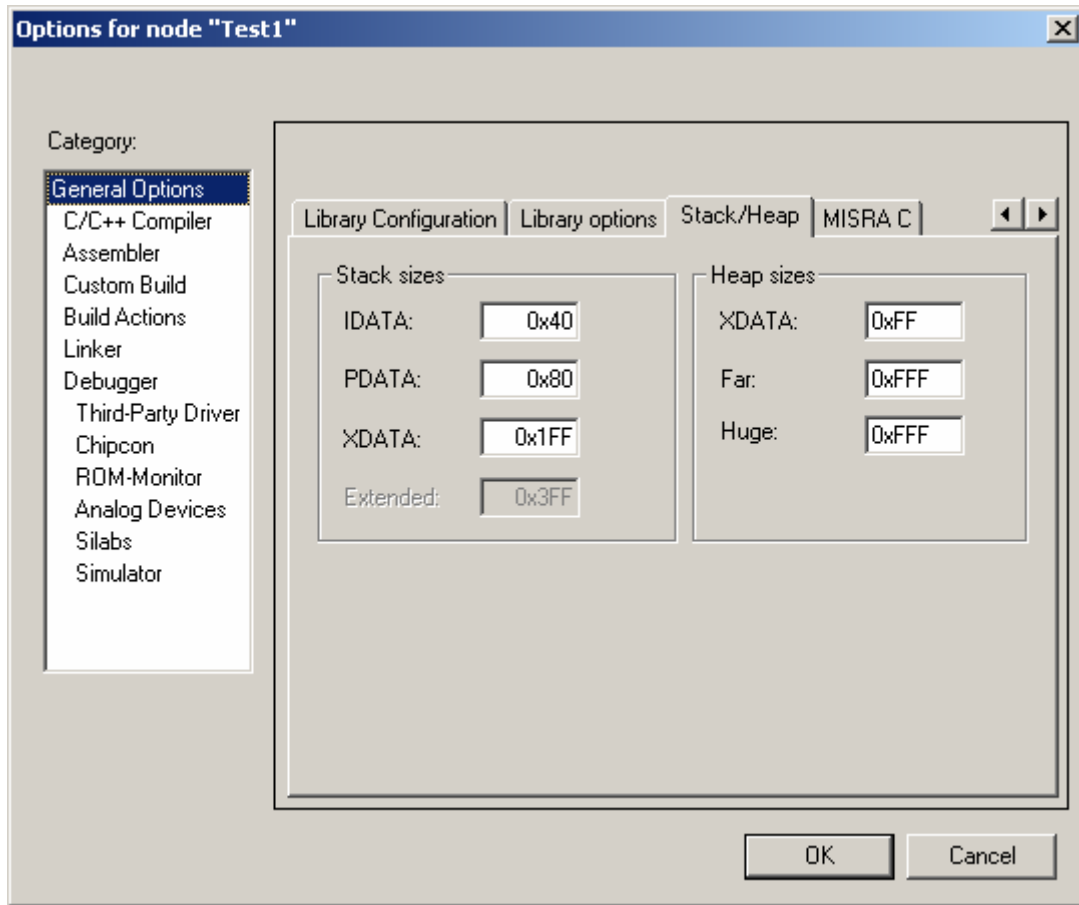 Options for node "Test1"
Category:
General Options
C/C++ Compiler
Assembler
Custom Build
Build Actions
Linker
Debugger
Third-Party Driver
Chipcon
ROM-Monitor
Analog Devices
Silabs
Simulator
Library Configuration
Library options
Stack/Heap
MISRA C
Stack sizes
IDATA: 0x40
PDATA: 0x80
XDATA: 0x1FF
Extended: 0x3FF
Heap sizes
XDATA: 0xFF
Far: 0xFFF
Huge: 0xFFF
OK
Cancel